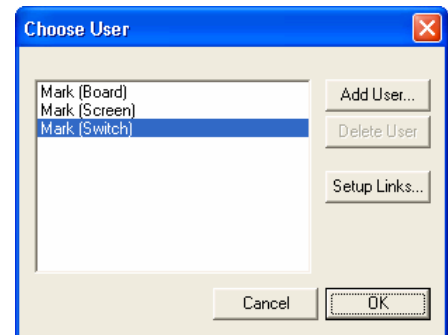 Choose User
Mark (Board)
Mark (Screen)
Mark (Switch)
Add User...
Delete User
Setup Links...
Cancel
OK